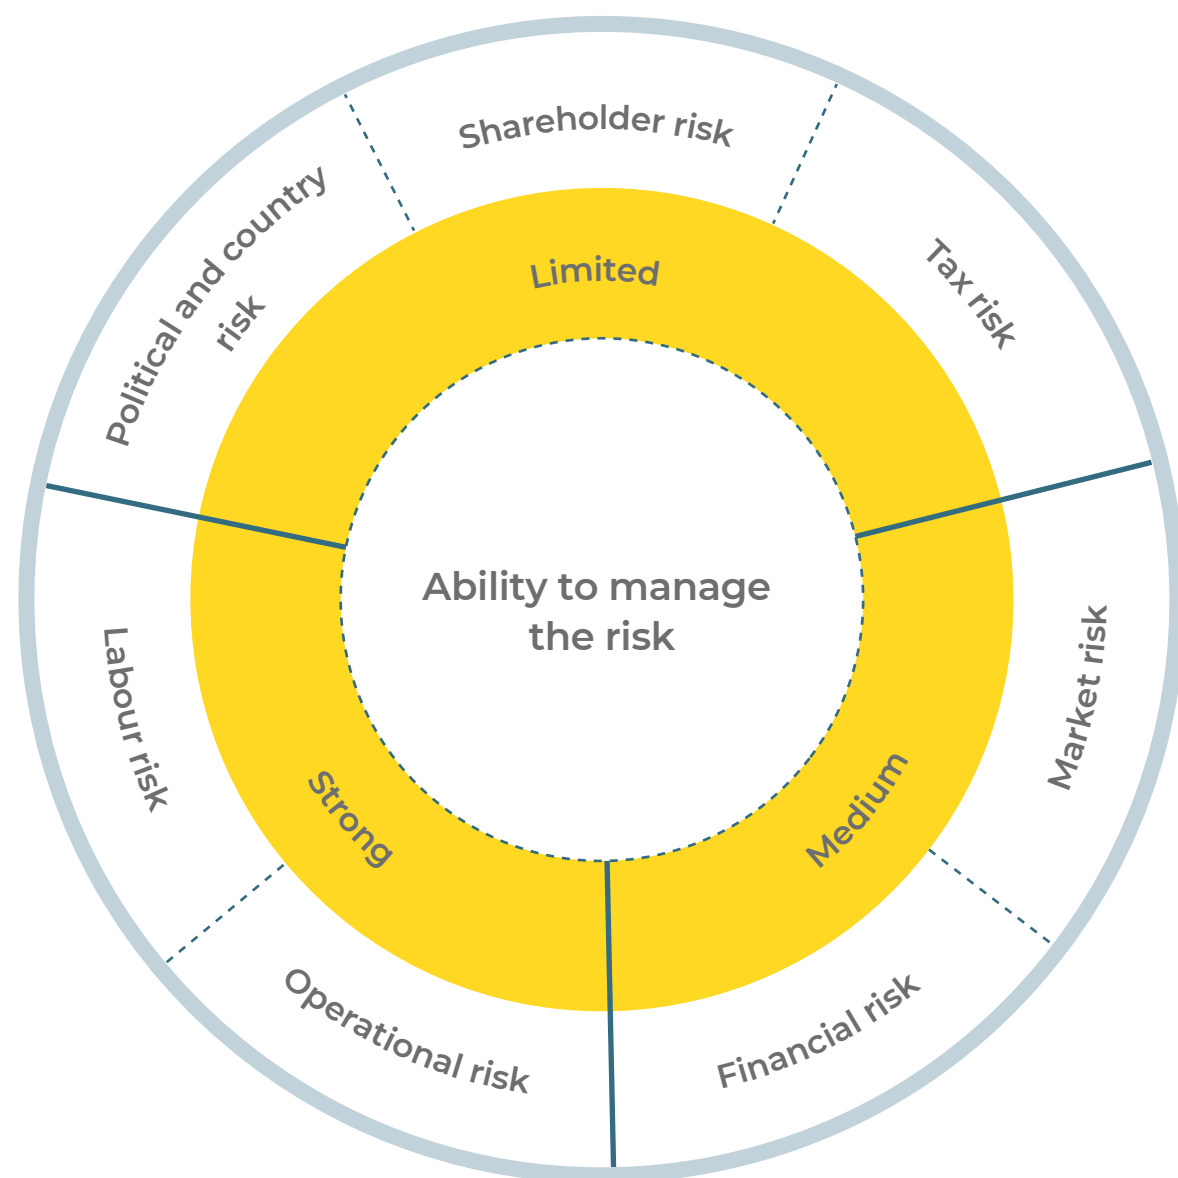 Shareholder risk
Tax risk
Market risk
Financial risk
Operational risk
Labour risk
Political and country
risk
Limited
Medium
Strong
Ability to manage
the risk